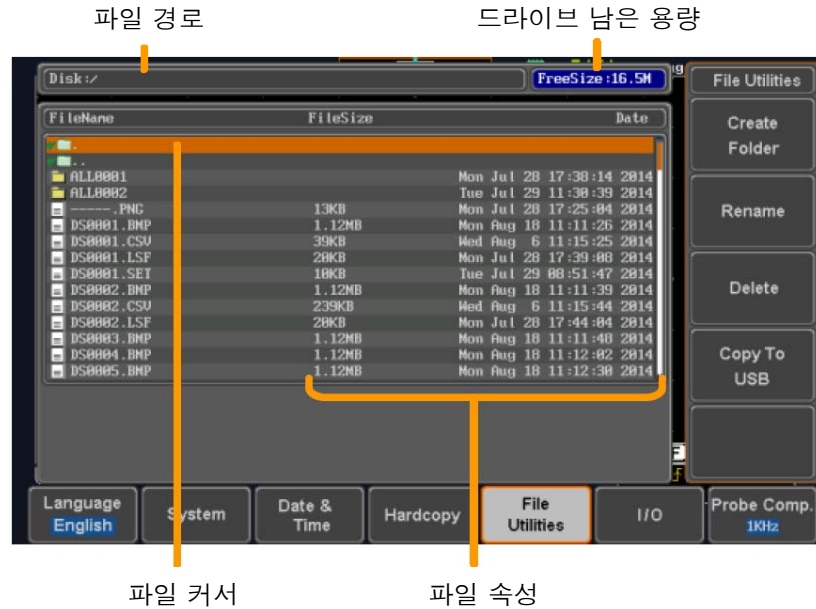 파일 경로
드라이브 남은 용량
Disk:/
FreeSize:16.5M
File Utilities
FileName FileSize Date
.
..
ALL0001 Mon Jul 28 17:38:14 2014
ALL0002 Tue Jul 29 11:30:39 2014
-----.PNG 13KB Mon Jul 28 17:25:04 2014
DS0001.BMP 1.12MB Mon Aug 18 11:11:26 2014
DS0001.CSV 39KB Wed Aug 6 11:15:25 2014
DS0001.LSF 20KB Mon Jul 28 17:39:08 2014
DS0001.SET 10KB Tue Jul 29 08:51:47 2014
DS0002.BMP 1.12MB Mon Aug 18 11:11:39 2014
DS0002.CSV 239KB Wed Aug 6 11:15:44 2014
DS0002.LSF 20KB Mon Jul 28 17:44:04 2014
DS0003.BMP 1.12MB Mon Aug 18 11:11:48 2014
DS0004.BMP 1.12MB Mon Aug 18 11:12:02 2014
DS0005.BMP 1.12MB Mon Aug 18 11:12:30 2014
Create
Folder
Rename
Delete
Copy To
USB
Language
English
System
Date &
Time
Hardcopy
File
Utilities
I/O
Probe Comp.
1KHz
파일 커서
파일 속성